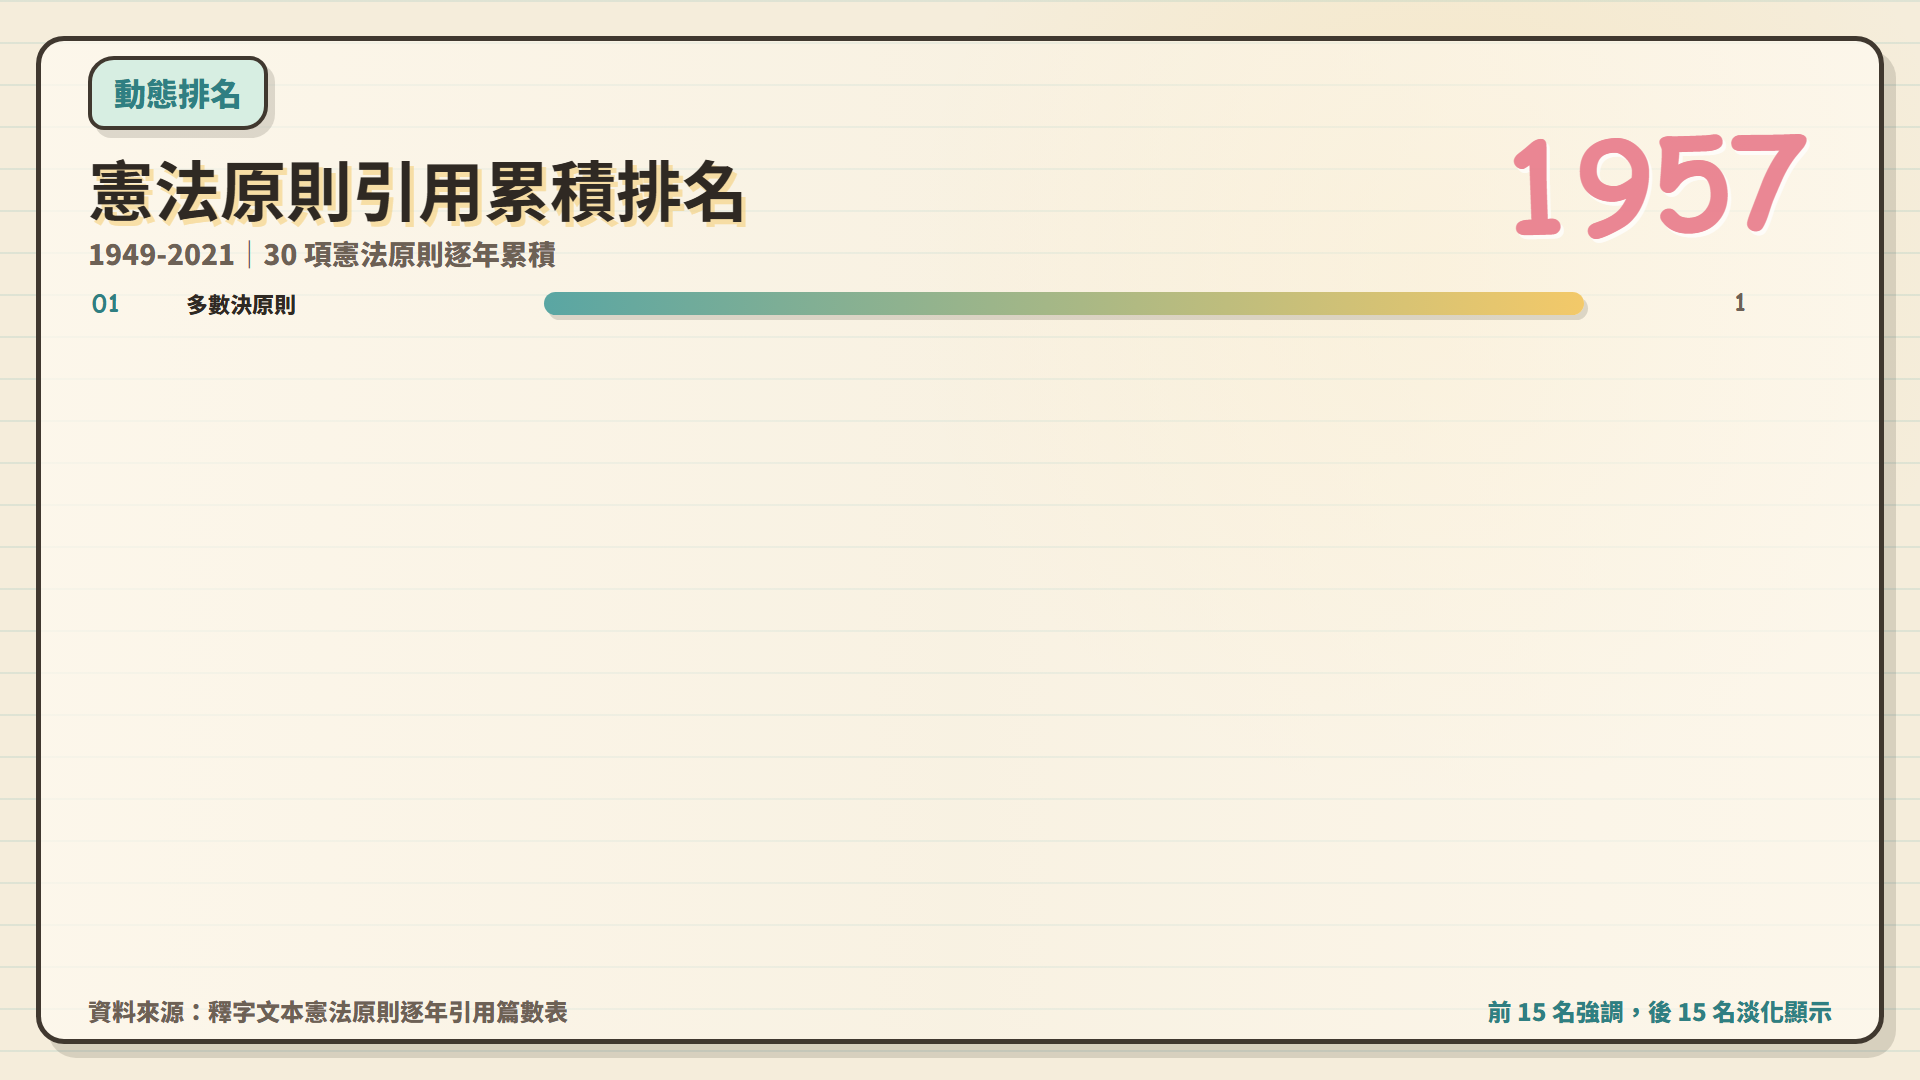 動態排名
憲法原則引用累積排名
1957
1949-2021｜30 項憲法原則逐年累積
01 多數決原則 1
資料來源：釋字文本憲法原則逐年引用篇數表
前 15 名強調，後 15 名淡化顯示